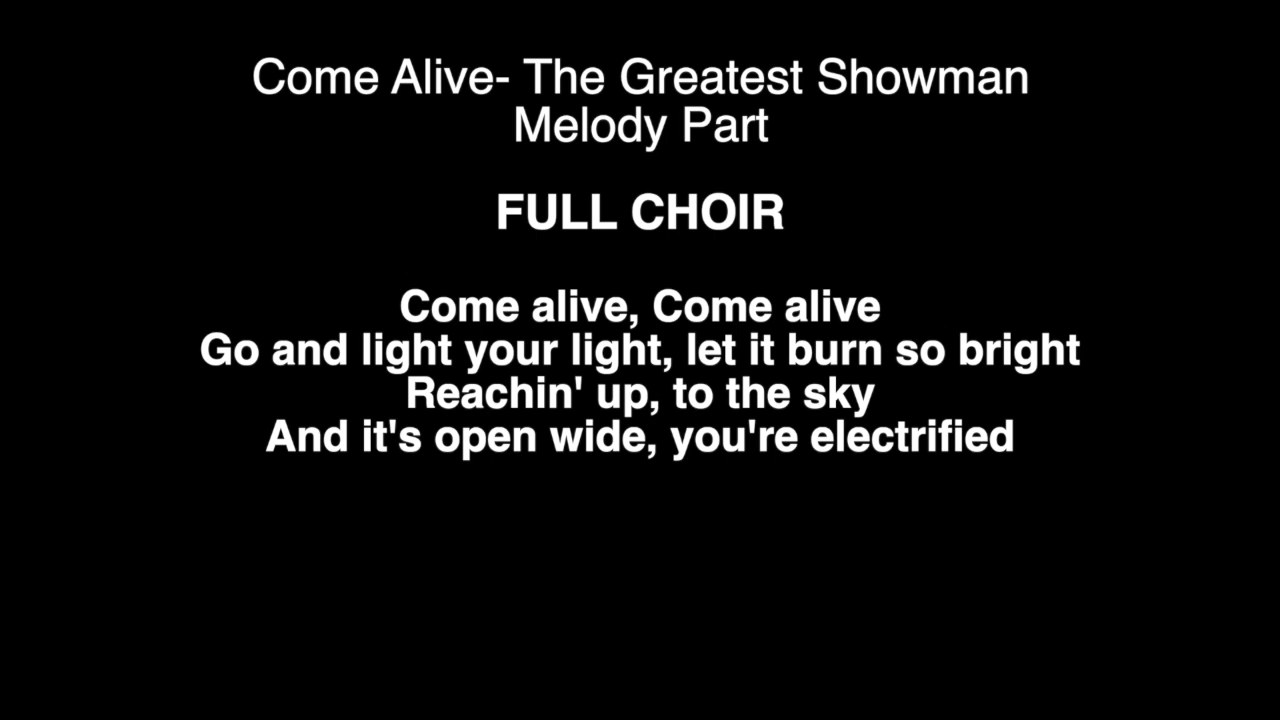 Come Alive- The Greatest Showman
Melody Part
FULL CHOIR
Come alive, Come alive
Go and light your light, let it burn so bright
Reachin' up, to the sky
And it's open wide, you're electrified